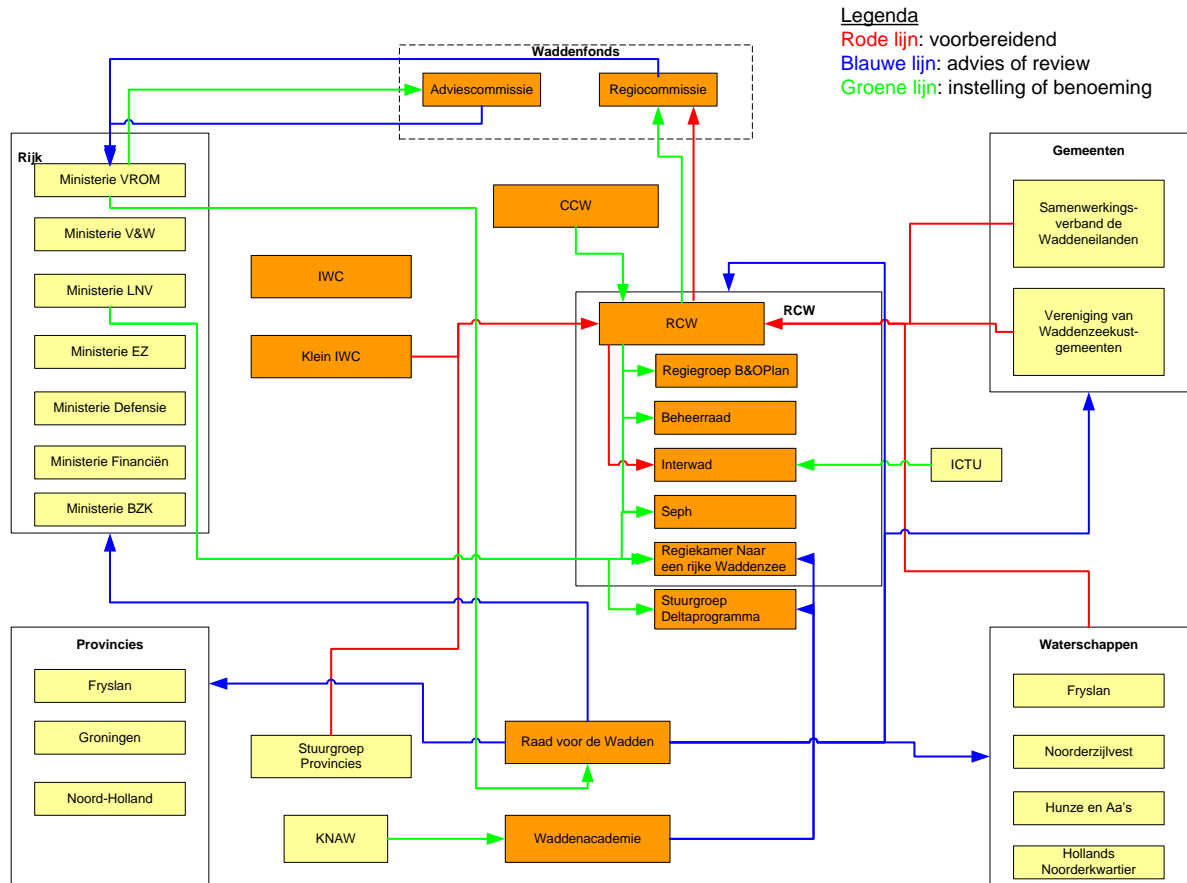 Legenda
Rode lijn: voorbereidend
Blauwe lijn: advies of review
Groene lijn: instelling of benoeming
Waddenfonds
Adviescommissie
Regiocommissie
Rijk
Ministerie VROM
Ministerie V&W
Ministerie LNV
Ministerie EZ
Ministerie Defensie
Ministerie Financiën
Ministerie BZK
CCW
IWC
Klein IWC
RCW
RCW
Regiegroep B&OPlan
Beheerraad
Interwad
Seph
Regiekamer Naar
een rijke Waddenzee
Stuurgroep
Deltaprogramma
Gemeenten
Samenwerkings-
verband de
Waddeneilanden
Vereniging van
Waddenzeekust-
gemeenten
ICTU
Provincies
Fryslan
Groningen
Noord-Holland
Stuurgroep
Provincies
Raad voor de Wadden
KNAW
Waddenacademie
Waterschappen
Fryslan
Noorderzijlvest
Hunze en Aa's
Hollands
Noorderkwartier